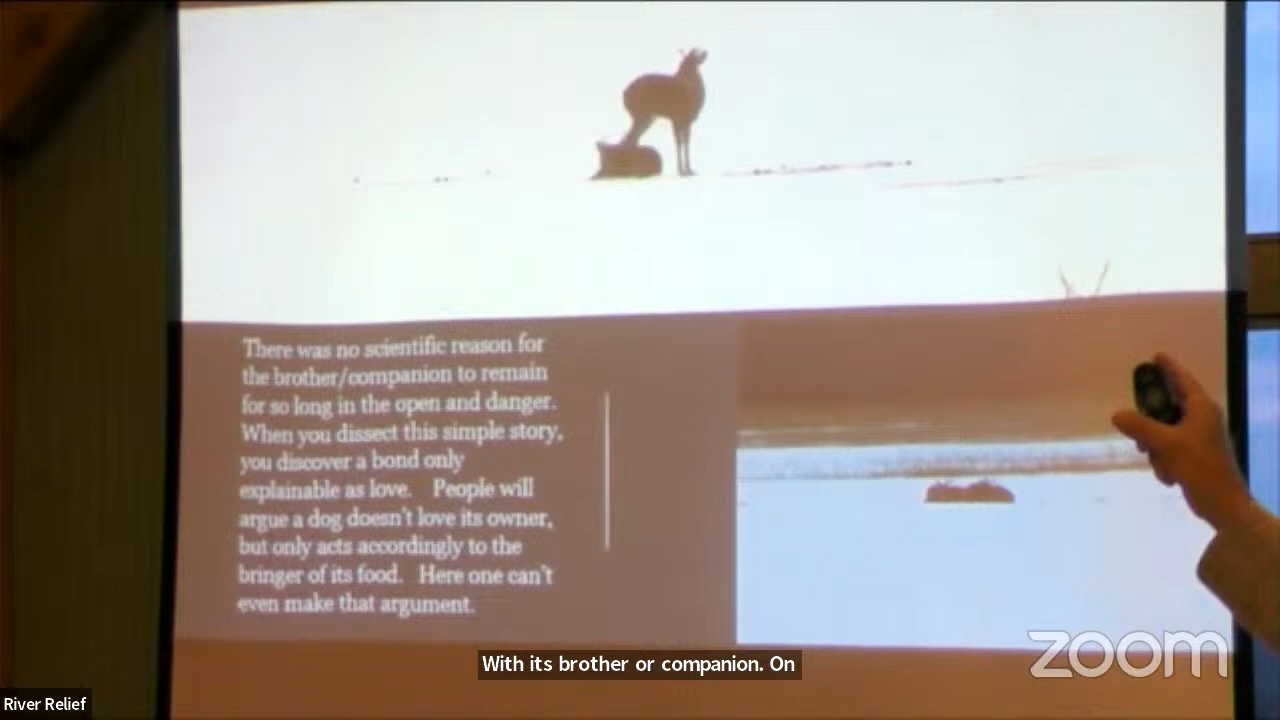 There was no scientific reason for
the brother/companion to remain
for so long in the open and danger.
When you dissect this simple story,
you discover a bond only
explainable as love. People will
argue a dog doesn't love its owner,
but only acts accordingly to the
bringer of its food. Here one can't
even make that argument.
With its brother or companion. On
zoom
River Relief